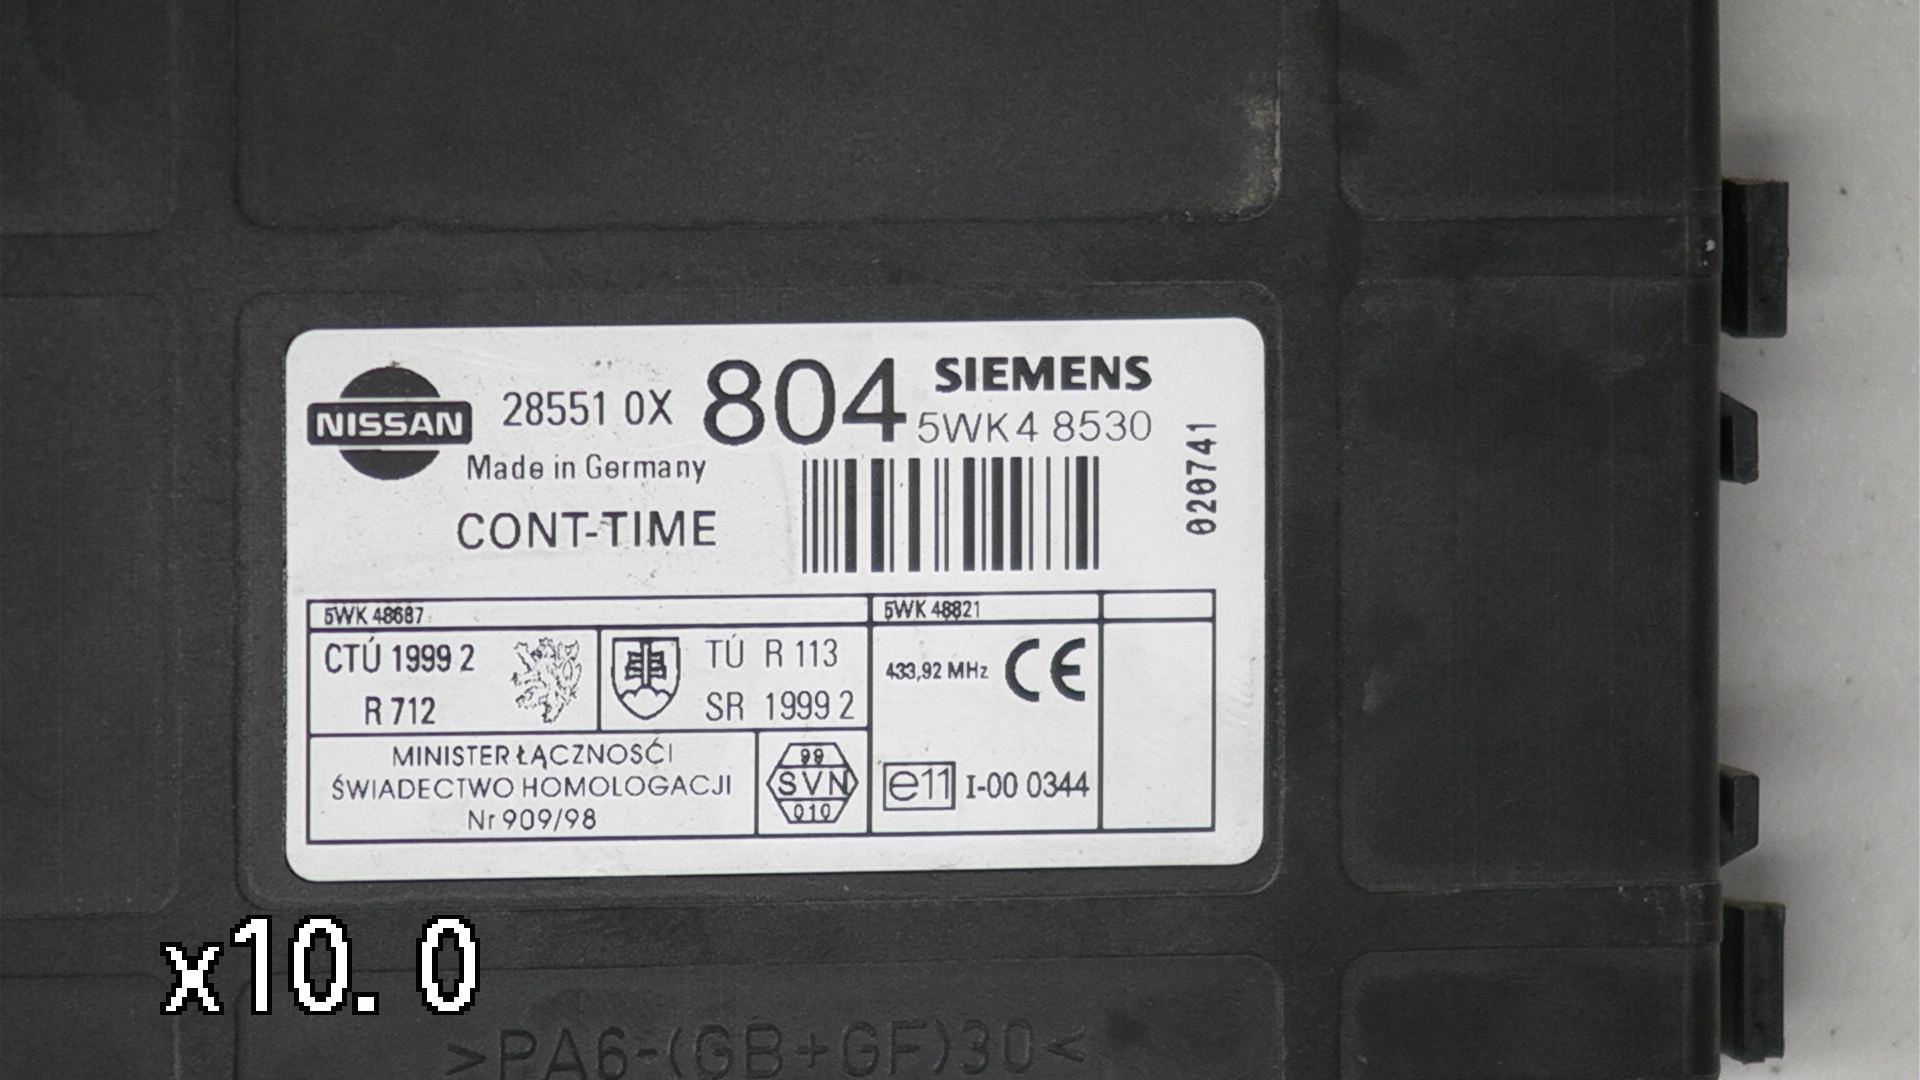 NISSAN
28551 0X 804
SIEMENS
5WK4 8530
Made in Germany
CONT-TIME
020741
5WK 48687
5WK 48821
CTÚ 1999 2
R 712
TÚ R 113
SR 1999 2
433,92 MHz CE
MINISTER ŁĄCZNOŚĆI
ŚWIADECTWO HOMOLOGACJI
Nr 909/98
99
SVN
010
e11 I-00 0344
x10.0
>PA6-(GB+GF)30<